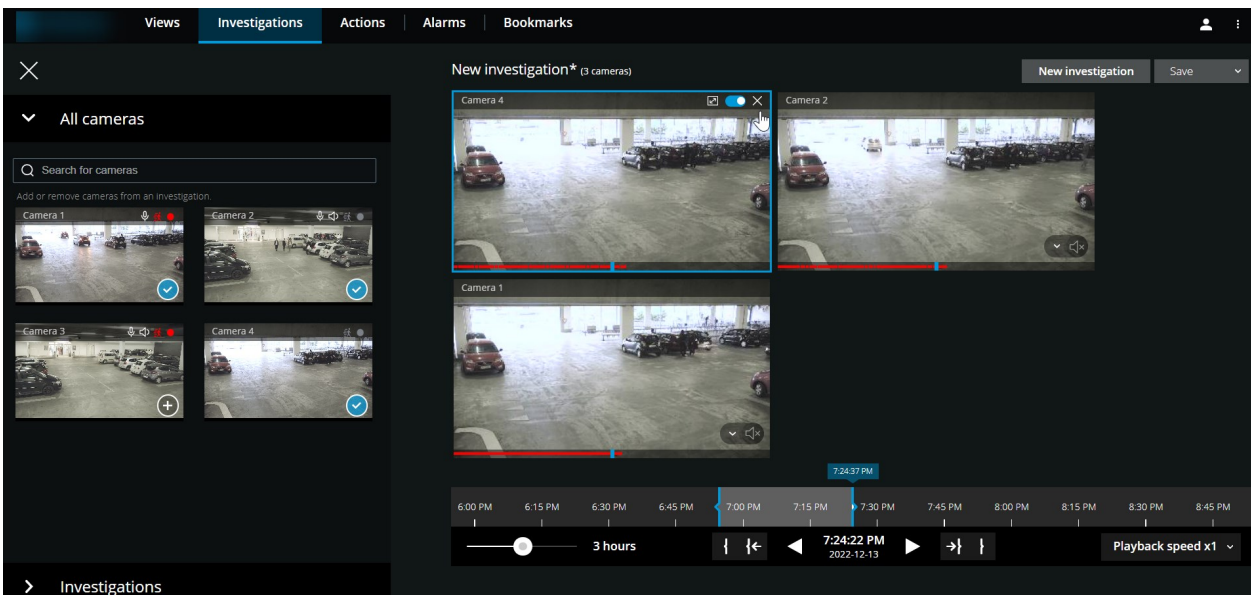 Views Investigations Actions Alarms Bookmarks
New investigation* (3 cameras) New investigation Save
All cameras
Search for cameras
Add or remove cameras from an investigation.
Camera 1 Camera 2
Camera 3 Camera 4
Camera 4 Camera 2
Camera 1
7:24:37 PM
6:00 PM 6:15 PM 6:30 PM 6:45 PM 7:00 PM 7:15 PM 7:30 PM 7:45 PM 8:00 PM 8:15 PM 8:30 PM 8:45 PM
3 hours 7:24:22 PM Playback speed x1
2022-12-13
Investigations